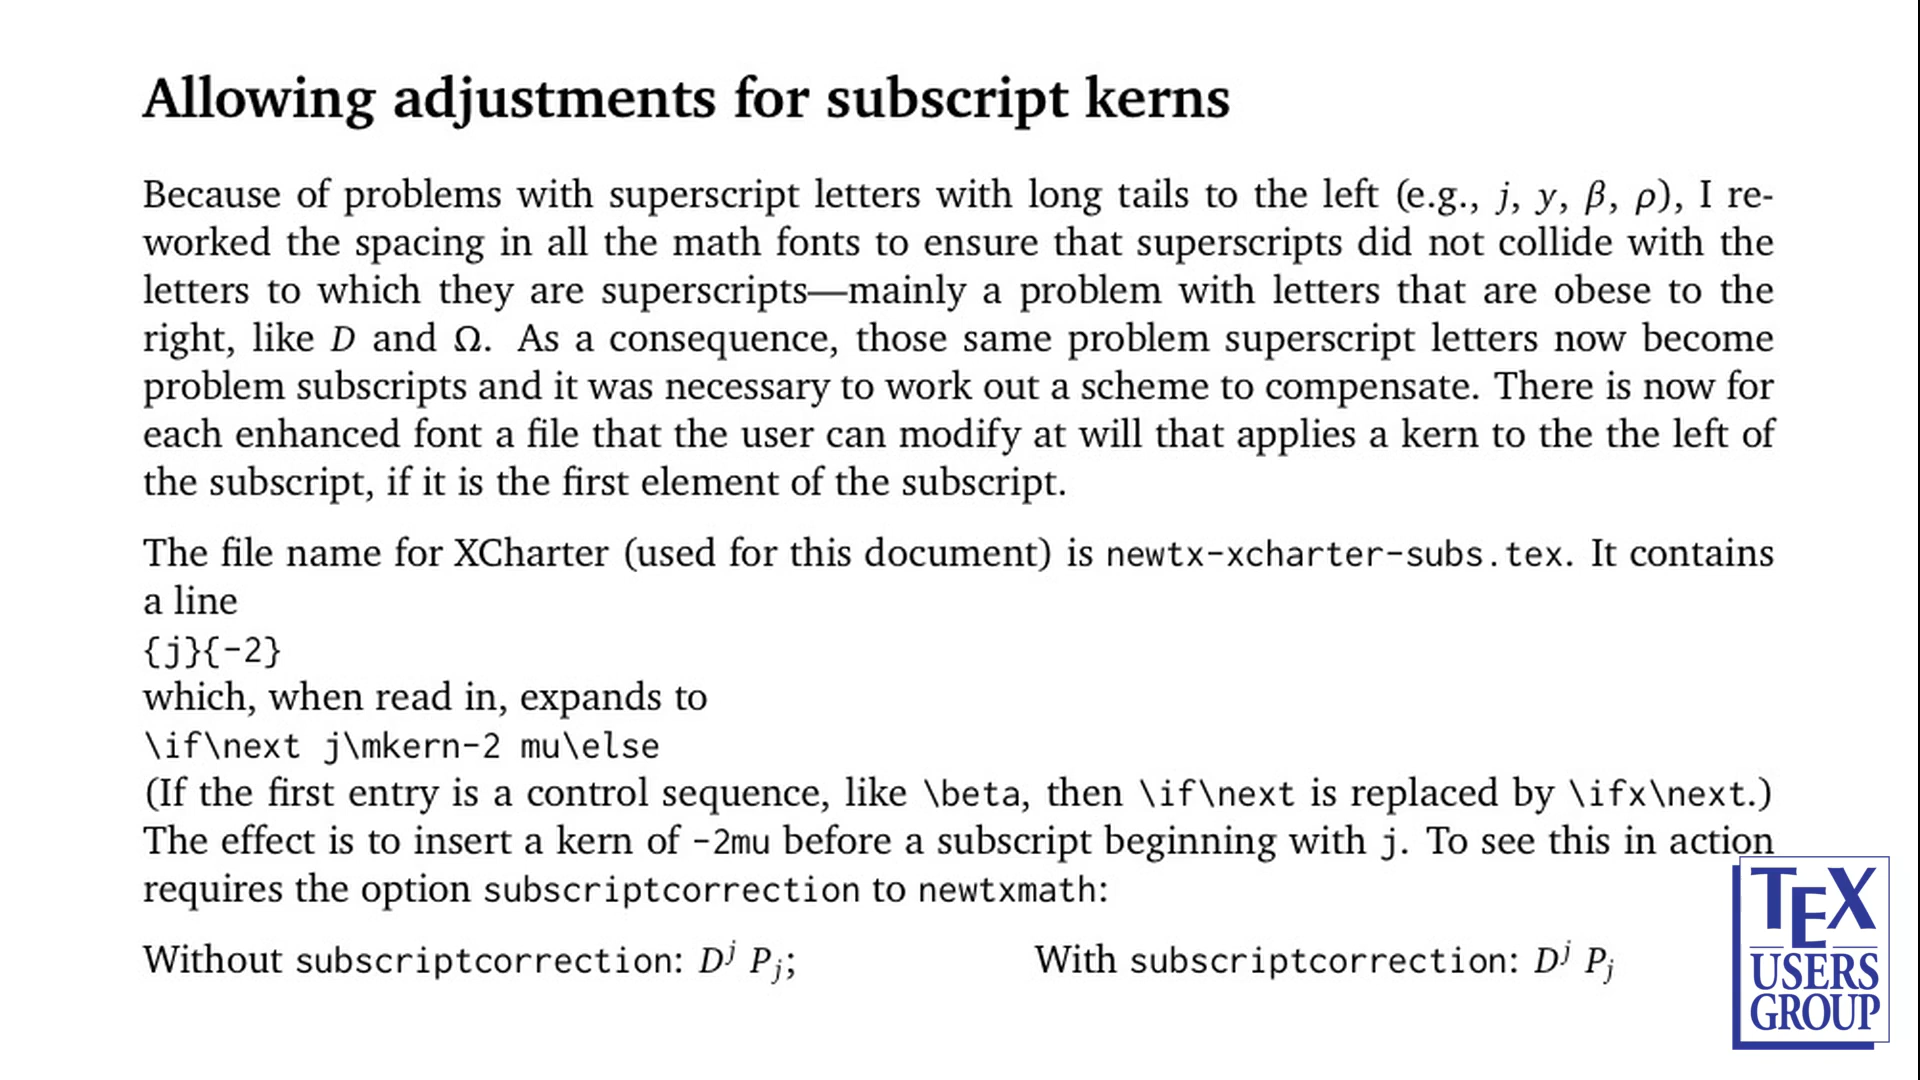 Allowing adjustments for subscript kerns
Because of problems with superscript letters with long tails to the left (e.g., j, y, β, ρ), I re-
worked the spacing in all the math fonts to ensure that superscripts did not collide with the
letters to which they are superscripts—mainly a problem with letters that are obese to the
right, like D and Ω. As a consequence, those same problem superscript letters now become
problem subscripts and it was necessary to work out a scheme to compensate. There is now for
each enhanced font a file that the user can modify at will that applies a kern to the the left of
the subscript, if it is the first element of the subscript.
The file name for XCharter (used for this document) is newtx-xcharter-subs.tex. It contains
a line
{j}{-2}
which, when read in, expands to
\if\next j\mkern-2 mu\else
(If the first entry is a control sequence, like \beta, then \if\next is replaced by \ifx\next.)
The effect is to insert a kern of -2mu before a subscript beginning with j. To see this in action
requires the option subscriptcorrection to newtxmath:
Without subscriptcorrection: Dʲ Pⱼ; With subscriptcorrection: Dʲ Pⱼ
TEX
USERS
GROUP